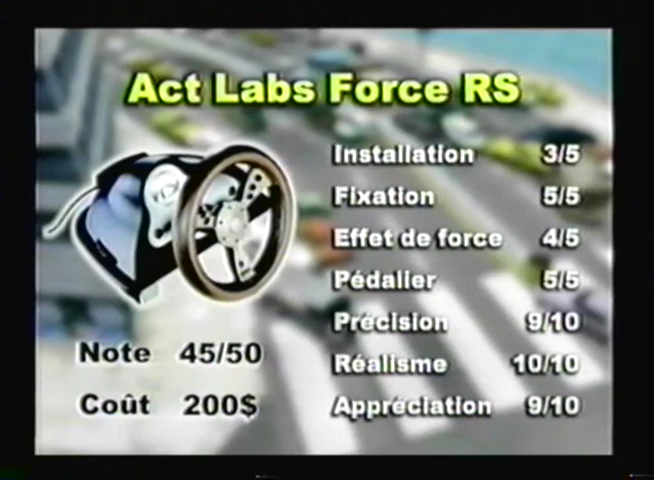 Act Labs Force RS
Installation 3/5
Fixation 5/5
Effet de force 4/5
Pédalier 5/5
Précision 9/10
Réalisme 10/10
Appréciation 9/10
Note 45/50
Coût 200$